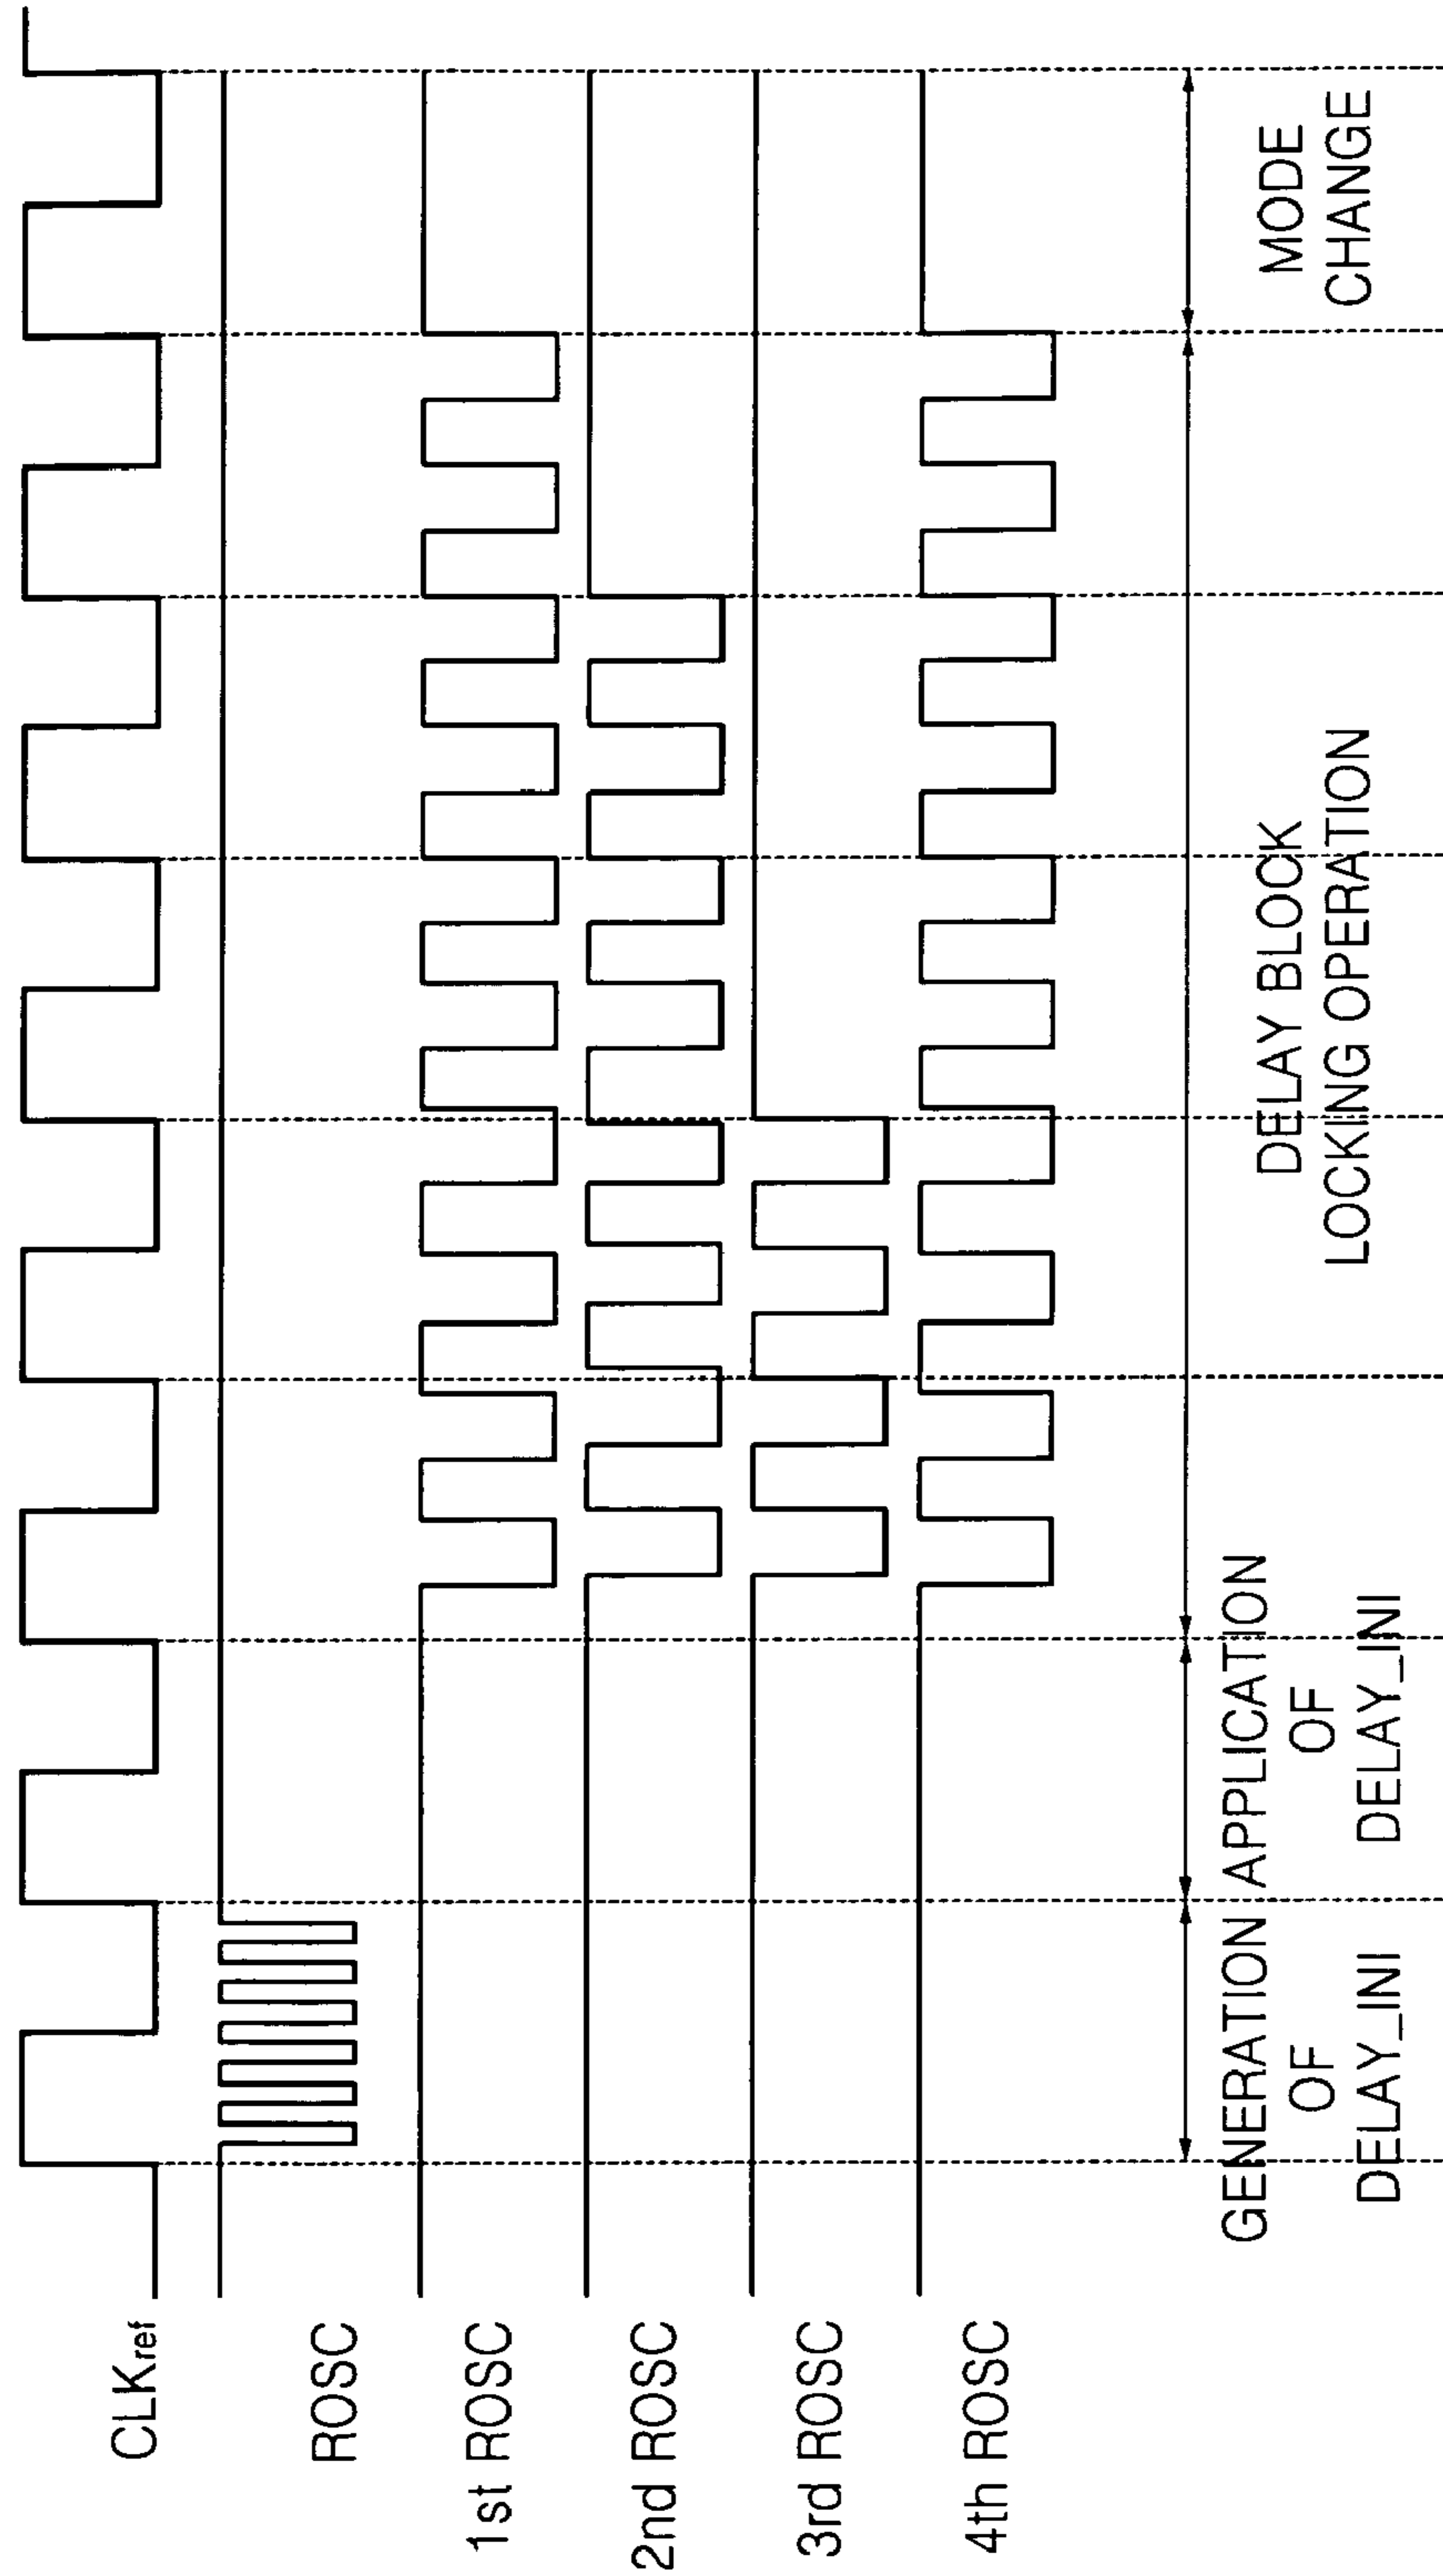 CLKref
ROSC
1st ROSC
2nd ROSC
3rd ROSC
4th ROSC
GENERATION
OF
DELAY_INI
APPLICATION
OF
DELAY_INI
DELAY BLOCK
LOCKING OPERATION
MODE
CHANGE